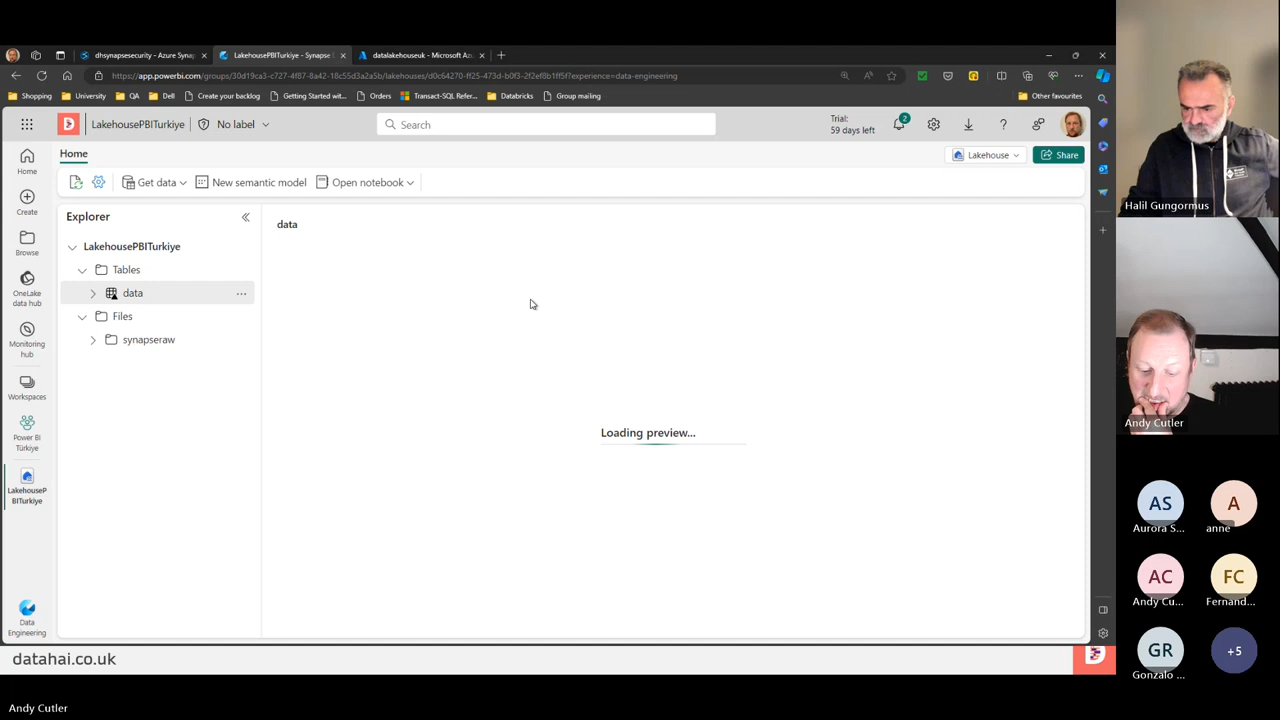 dhsynapsesecurity - Azure Syna
LakehousePBITurkiye - Synapse
datalakehouseuk - Microsoft Az
https://app.powerbi.com/groups/30d19ca3-c727-4f87-8a42-18c55d3a2a5b/lakehouses/d0c64270-ff25-473d-b0f3-2f2ef8b1ff5f?experience=data-engineering
Shopping
University
QA
Dell
Create your backlog
Getting Started wit...
Orders
Transact-SQL Refer...
Databricks
Group mailing
Other favourites
LakehousePBITurkiye
No label
Search
Trial:
59 days left
2
Home
Lakehouse
Share
Get data
New semantic model
Open notebook
Home
Create
Browse
OneLake
data hub
Monitoring
hub
Workspaces
Power BI
Türkiye
LakehouseP
BITurkiye
Data
Engineering
Explorer
LakehousePBITurkiye
Tables
data
Files
synapseraw
data
Loading preview...
datahai.co.uk
Andy Cutler
Halil Gungormus
Andy Cutler
AS
Aurora S...
A
anne
AC
Andy Cu...
FC
Fernand...
GR
Gonzalo ...
+5